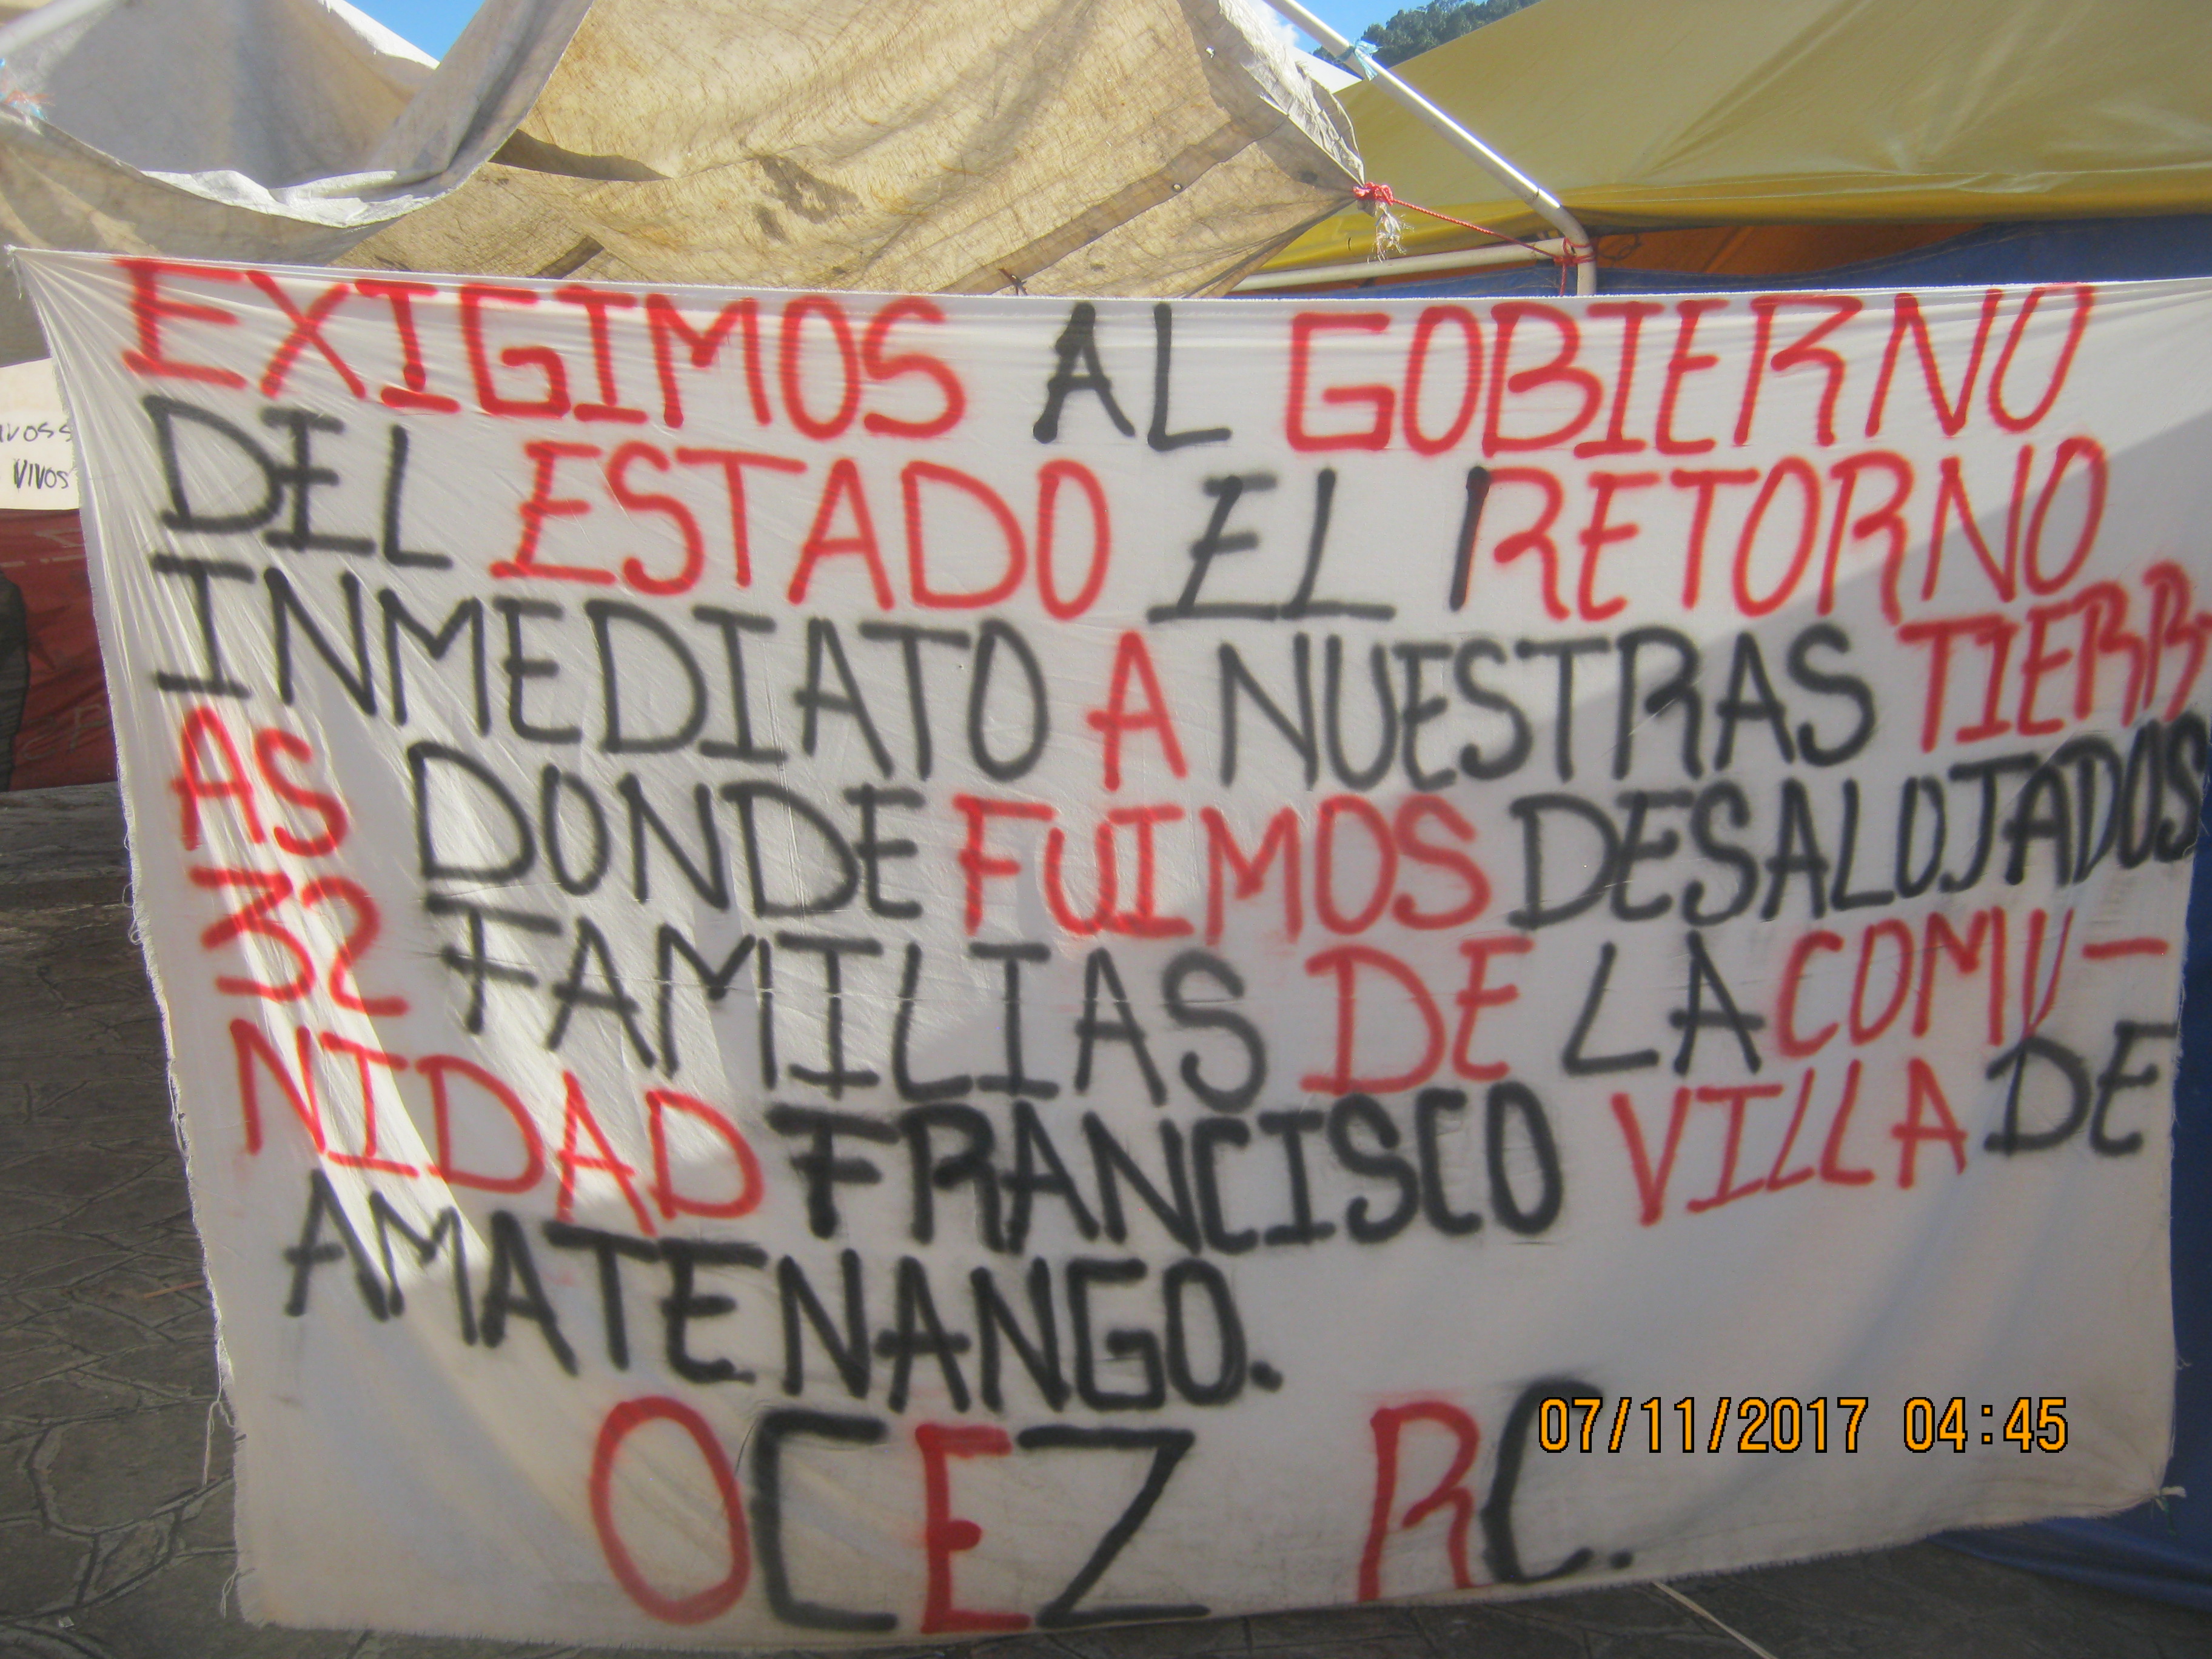 EXIGIMOS AL GOBIERNO
DEL ESTADO EL RETORNO
INMEDIATO A NUESTRAS TIERR-
AS DONDE FUIMOS DESALOJADOS
32 FAMILIAS DE LA COMU-
NIDAD FRANCISCO VILLA DE
AMATENANGO.
OCEZ RC.
07/11/2017 04:45
VIVOS